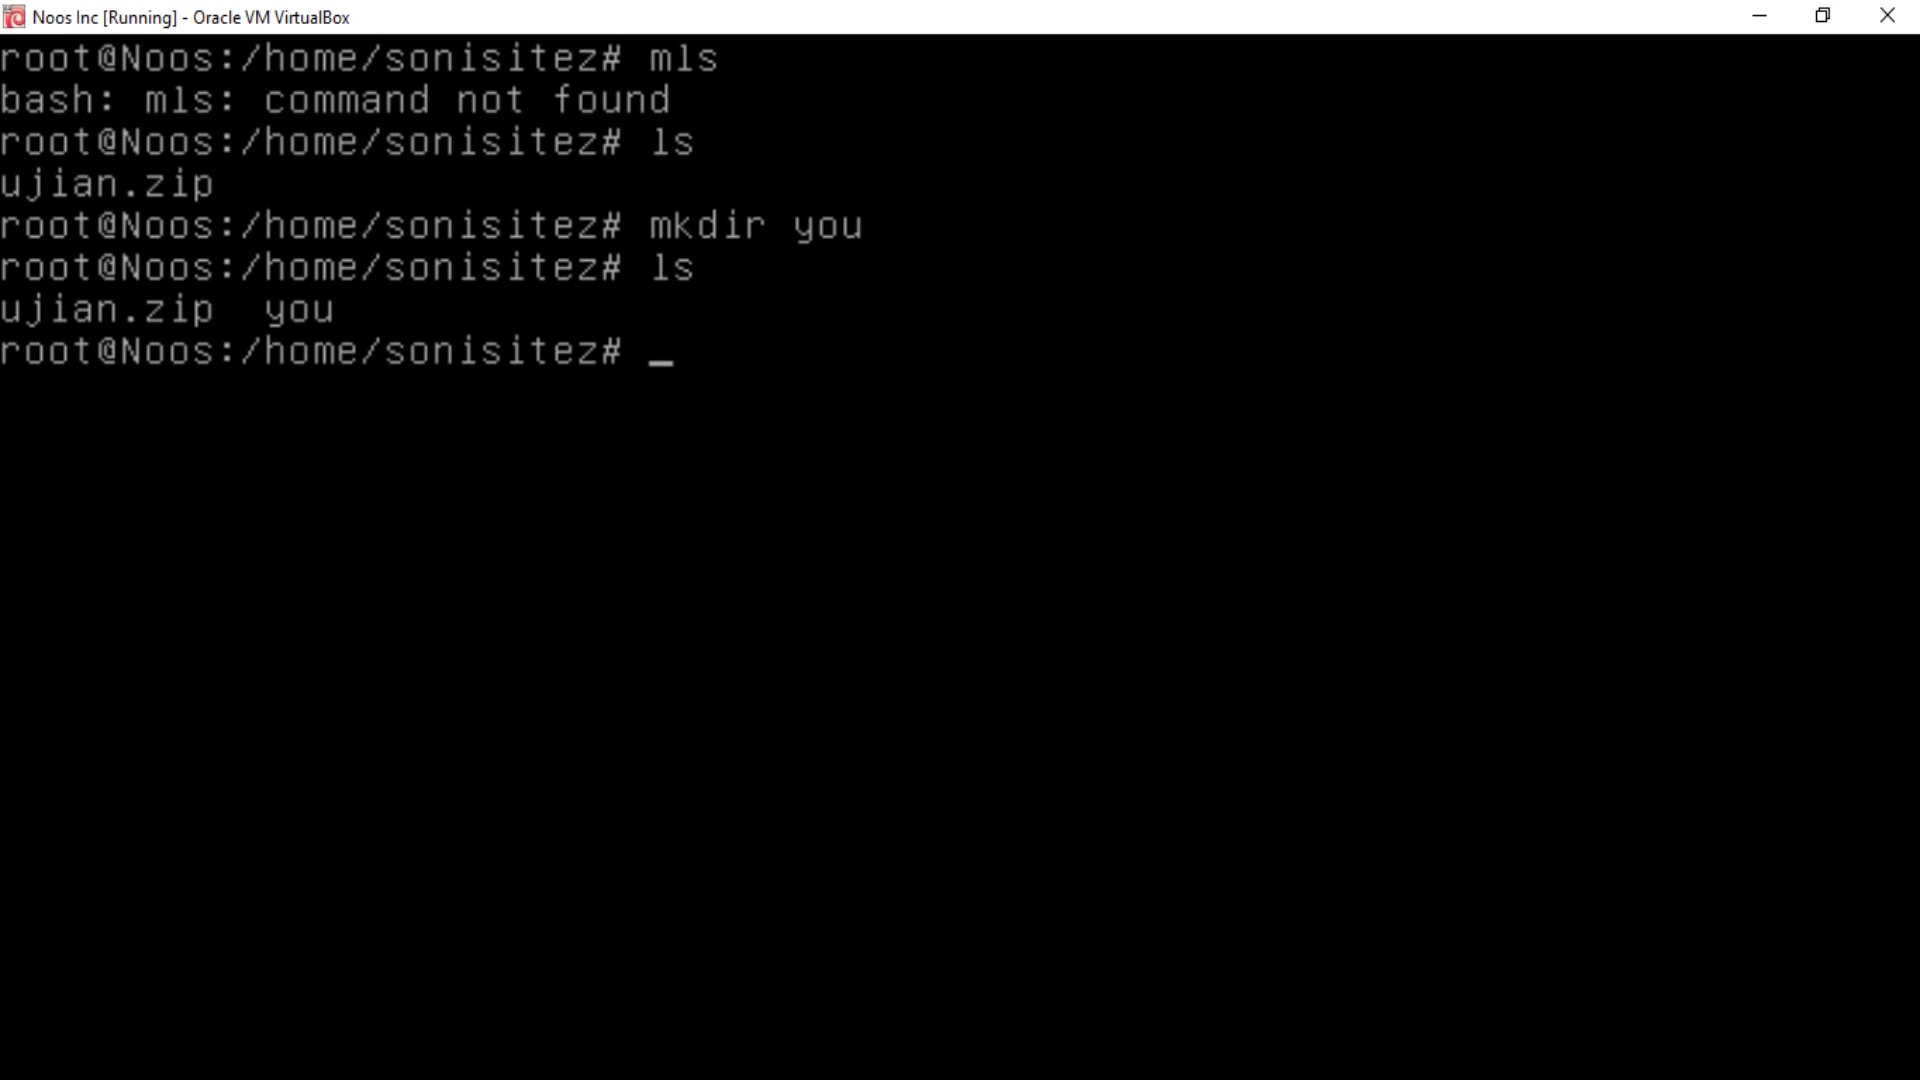 Noos Inc [Running] - Oracle VM VirtualBox
root@Noos:/home/sonisitez# mls
bash: mls: command not found
root@Noos:/home/sonisitez# ls
ujian.zip
root@Noos:/home/sonisitez# mkdir you
root@Noos:/home/sonisitez# ls
ujian.zip  you
root@Noos:/home/sonisitez# _